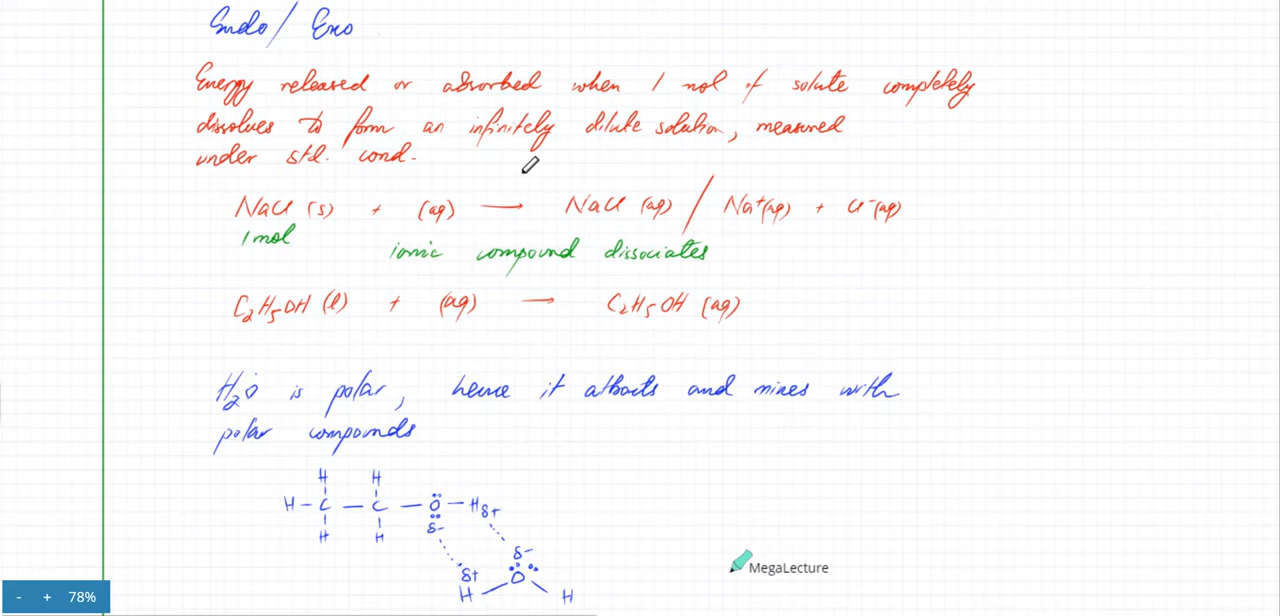 Endo / Exo
Energy released or absorbed when 1 mol of solute completely
dissolves to form an infinitely dilute solution, measured
under std. cond.
NaCl (s) + (aq) → NaCl (aq) / Na⁺(aq) + Cl⁻(aq)
1mol
ionic compound dissociates
C₂H₅OH (l) + (aq) → C₂H₅OH (aq)
H₂O is polar, hence it attracts and mixes with
polar compounds
H H
H – C – C – O – H δ+
H H δ-
δ-
δ+ O
H H
MegaLecture
- + 78%